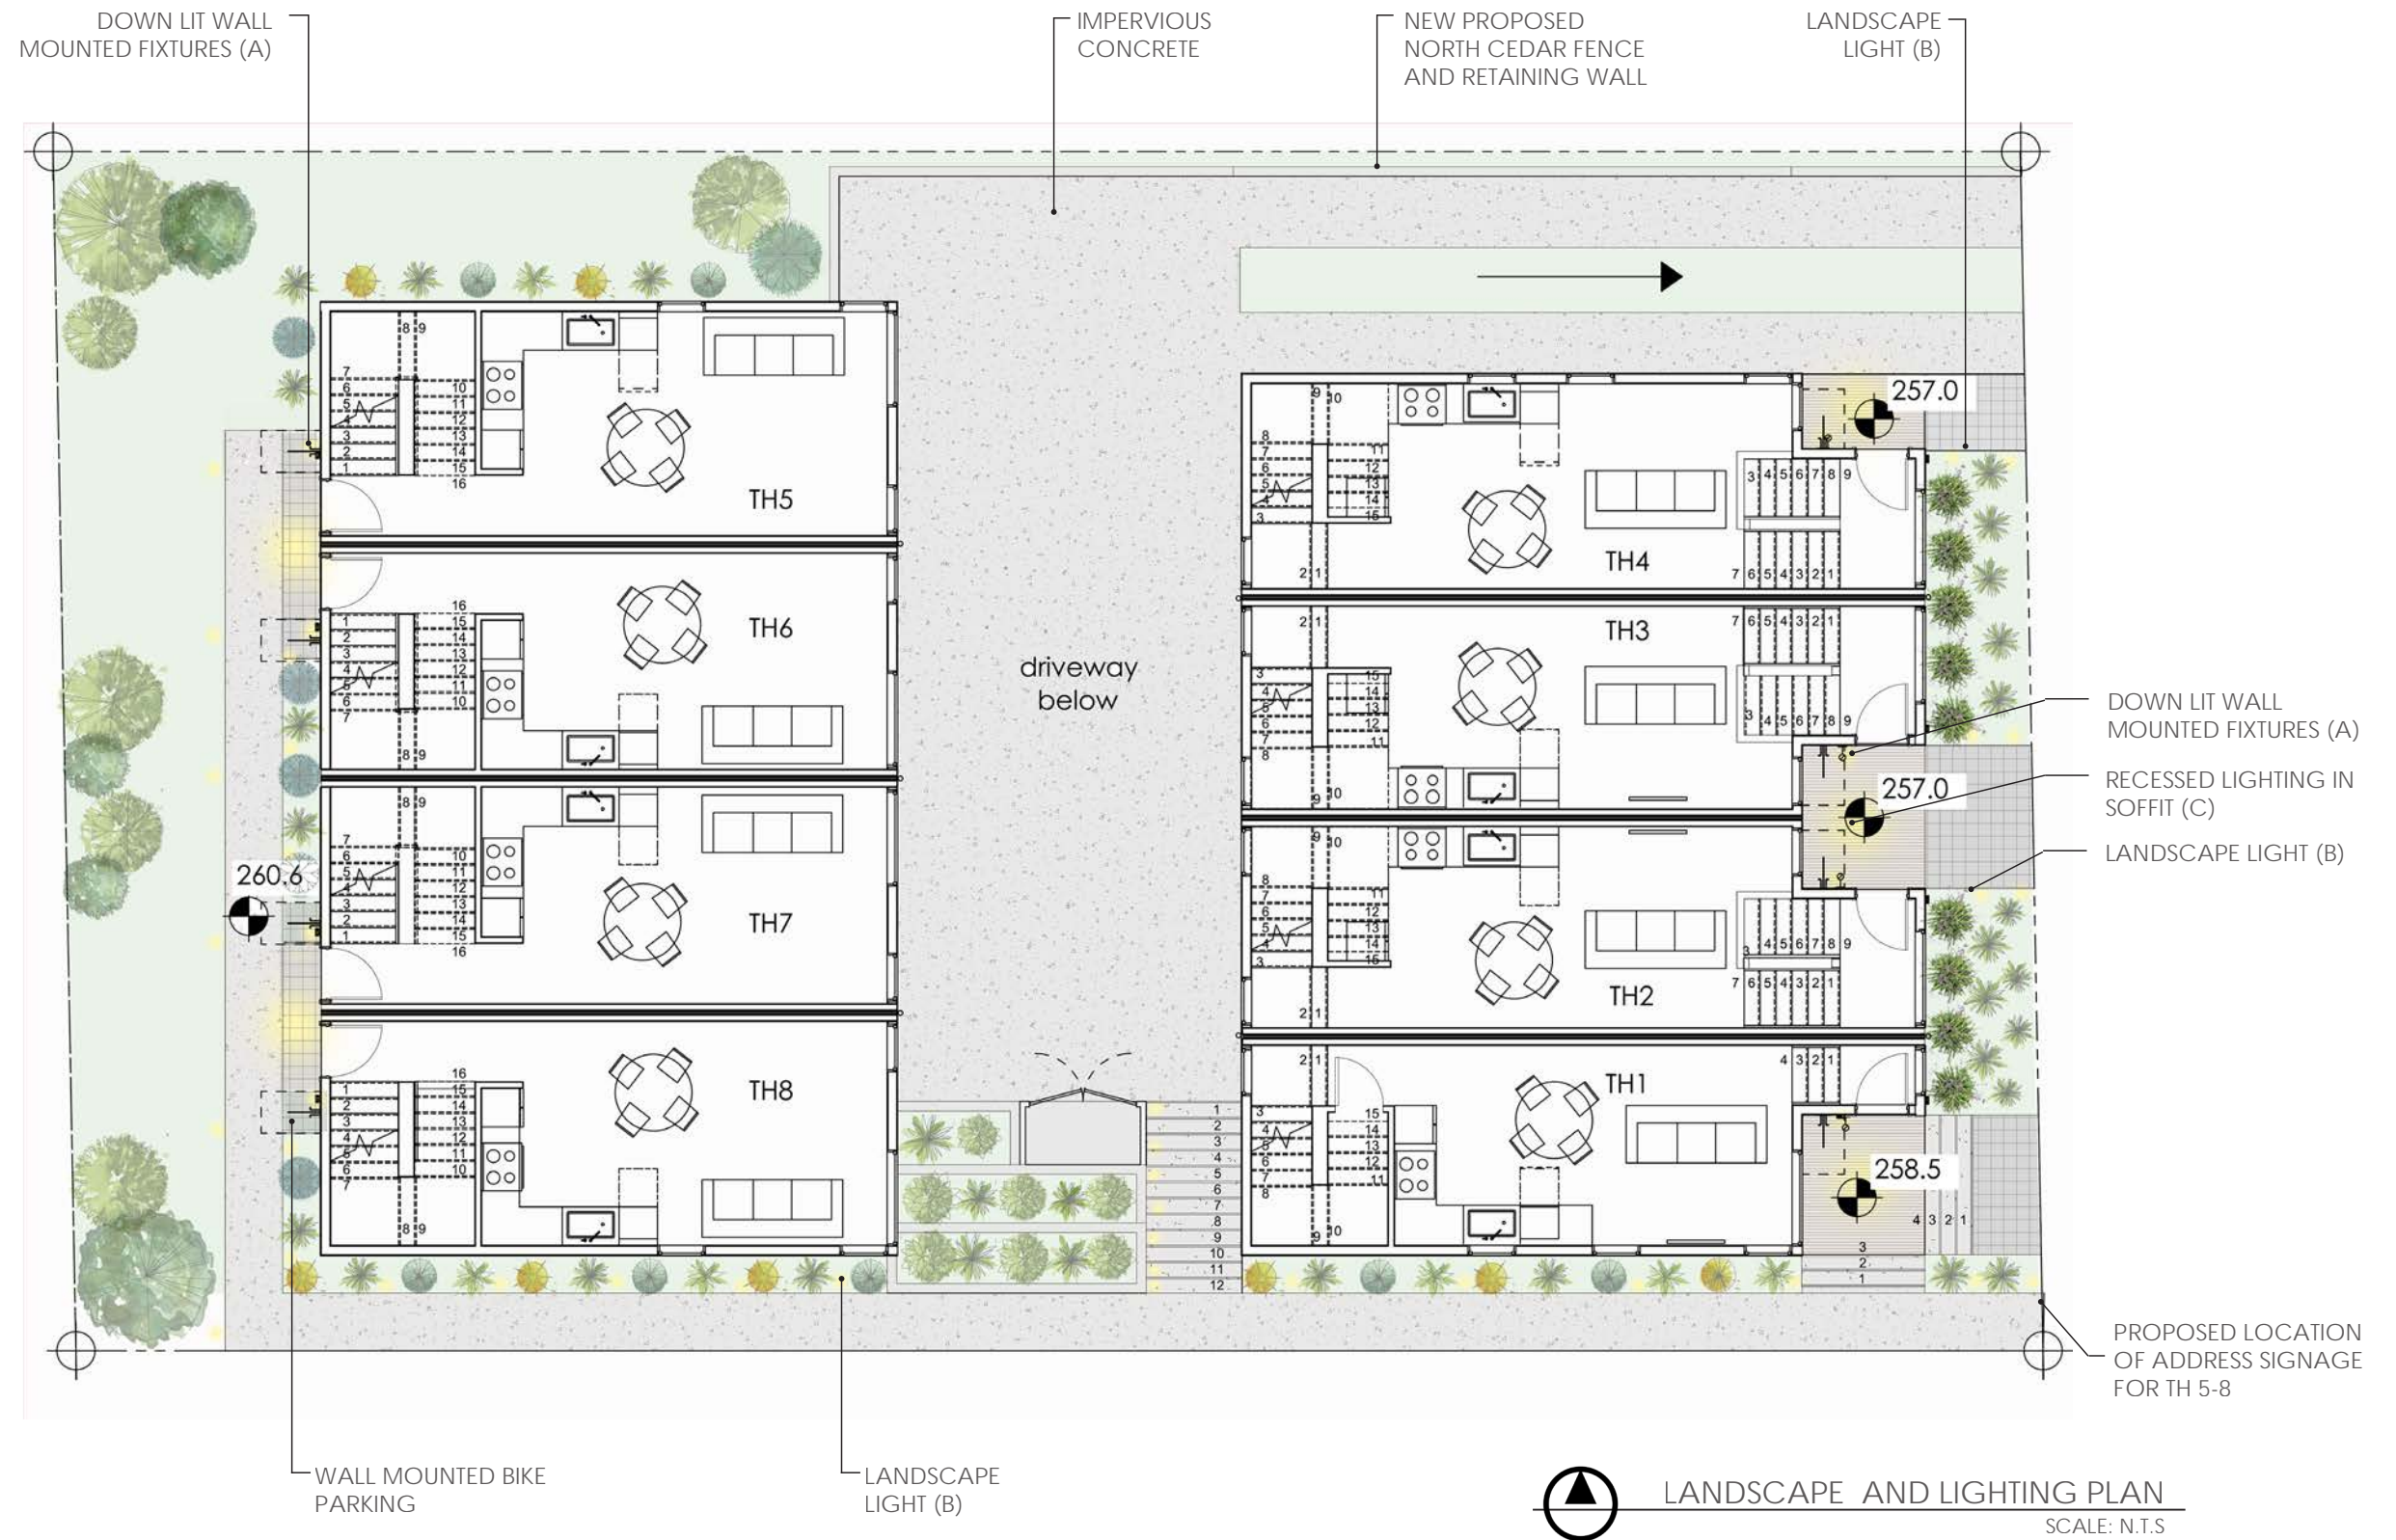 DOWN LIT WALL
MOUNTED FIXTURES (A)
IMPERVIOUS
CONCRETE
NEW PROPOSED
NORTH CEDAR FENCE
AND RETAINING WALL
LANDSCAPE
LIGHT (B)
257.0
TH5
TH4
TH6
TH3
driveway
below
DOWN LIT WALL
MOUNTED FIXTURES (A)
257.0
RECESSED LIGHTING IN
SOFFIT (C)
LANDSCAPE LIGHT (B)
260.6
TH7
TH2
TH8
TH1
258.5
PROPOSED LOCATION
OF ADDRESS SIGNAGE
FOR TH 5-8
WALL MOUNTED BIKE
PARKING
LANDSCAPE
LIGHT (B)
LANDSCAPE AND LIGHTING PLAN
SCALE: N.T.S